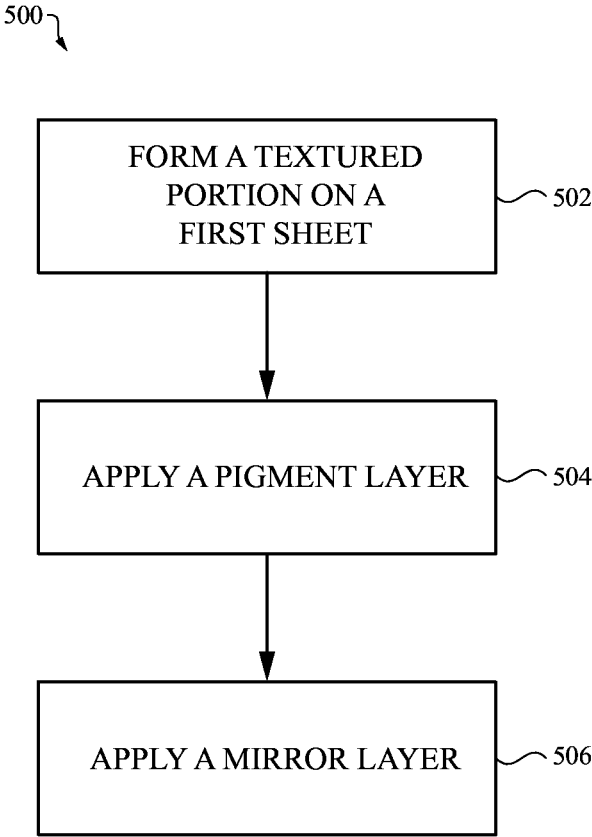 500
FORM A TEXTURED
PORTION ON A
FIRST SHEET
502
APPLY A PIGMENT LAYER
504
APPLY A MIRROR LAYER
506